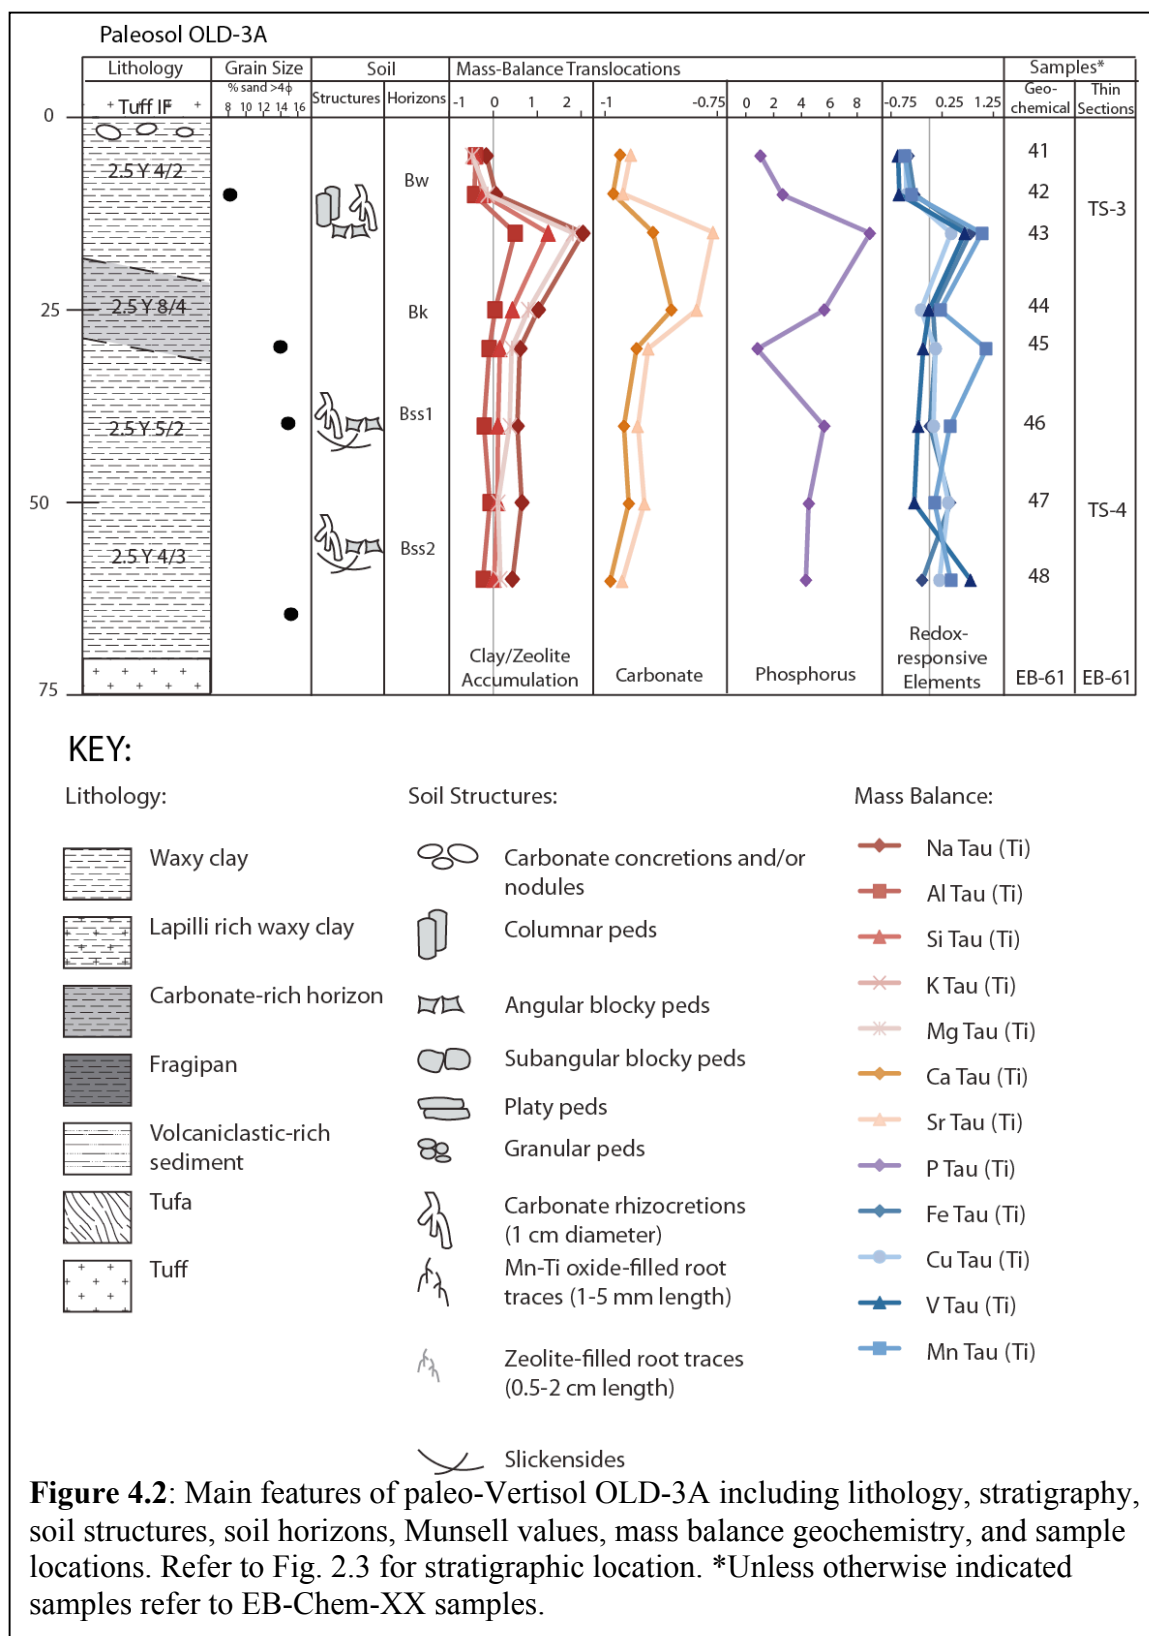 Paleosol OLD-3A
Lithology
Grain Size
Soil
Mass-Balance Translocations
Samples*
% sand >4ϕ
8 10 12 14 16
Structures
Horizons
-1 0 1 2
-1 -0.75
0 2 4 6 8
-0.75 0.25 1.25
Geo-
chemical
Thin
Sections
0
Tuff IF
41
2.5 Y 4/2
Bw
42
TS-3
43
25
2.5 Y 8/4
Bk
44
45
2.5 Y 5/2
Bss1
46
50
47
TS-4
2.5 Y 4/3
Bss2
48
Clay/Zeolite
Accumulation
Carbonate
Phosphorus
Redox-
responsive
Elements
EB-61
EB-61
75
KEY:
Lithology:
Waxy clay
Lapilli rich waxy clay
Carbonate-rich horizon
Fragipan
Volcaniclastic-rich
sediment
Tufa
Tuff
Soil Structures:
Carbonate concretions and/or
nodules
Columnar peds
Angular blocky peds
Subangular blocky peds
Platy peds
Granular peds
Carbonate rhizocretions
(1 cm diameter)
Mn-Ti oxide-filled root
traces (1-5 mm length)
Zeolite-filled root traces
(0.5-2 cm length)
Slickensides
Mass Balance:
Na Tau (Ti)
Al Tau (Ti)
Si Tau (Ti)
K Tau (Ti)
Mg Tau (Ti)
Ca Tau (Ti)
Sr Tau (Ti)
P Tau (Ti)
Fe Tau (Ti)
Cu Tau (Ti)
V Tau (Ti)
Mn Tau (Ti)
Figure 4.2: Main features of paleo-Vertisol OLD-3A including lithology, stratigraphy,
soil structures, soil horizons, Munsell values, mass balance geochemistry, and sample
locations. Refer to Fig. 2.3 for stratigraphic location. *Unless otherwise indicated
samples refer to EB-Chem-XX samples.